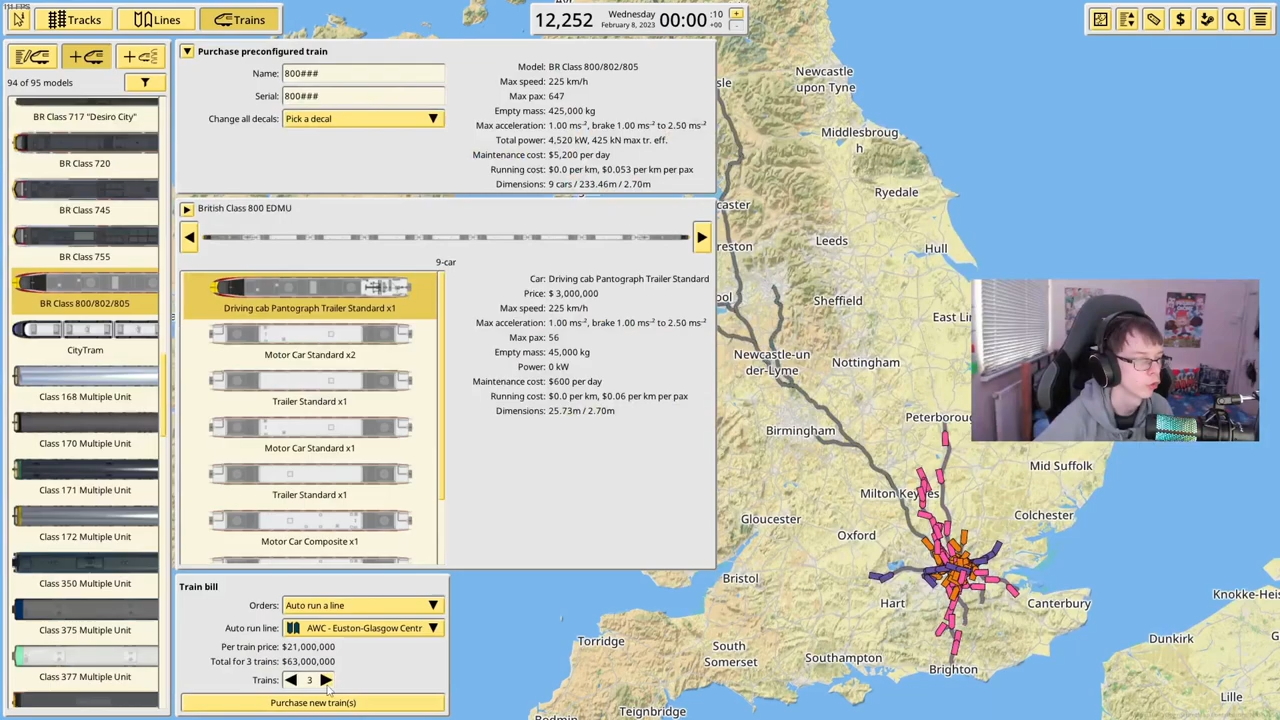 Tracks
Lines
Trains
12,252
Wednesday
February 8, 2023
00:00
:10
+00
94 of 95 models
BR Class 717 "Desiro City"
BR Class 720
BR Class 745
BR Class 755
BR Class 800/802/805
CityTram
Class 168 Multiple Unit
Class 170 Multiple Unit
Class 171 Multiple Unit
Class 172 Multiple Unit
Class 350 Multiple Unit
Class 375 Multiple Unit
Class 377 Multiple Unit
Purchase preconfigured train
Name: 800###
Serial: 800###
Change all decals: Pick a decal
Model: BR Class 800/802/805
Max speed: 225 km/h
Max pax: 647
Empty mass: 425,000 kg
Max acceleration: 1.00 ms⁻², brake 1.00 ms⁻² to 2.50 ms⁻²
Total power: 4,520 kW, 425 kN max tr. eff.
Maintenance cost: $5,200 per day
Running cost: $0.0 per km, $0.053 per km per pax
Dimensions: 9 cars / 233.46m / 2.70m
British Class 800 EDMU
9-car
Driving cab Pantograph Trailer Standard x1
Motor Car Standard x2
Trailer Standard x1
Motor Car Standard x1
Trailer Standard x1
Motor Car Composite x1
Car: Driving cab Pantograph Trailer Standard
Price: $ 3,000,000
Max speed: 225 km/h
Max acceleration: 1.00 ms⁻², brake 1.00 ms⁻² to 2.50 ms⁻²
Max pax: 56
Empty mass: 45,000 kg
Power: 0 kW
Maintenance cost: $600 per day
Running cost: $0.0 per km, $0.06 per km per pax
Dimensions: 25.73m / 2.70m
Train bill
Orders: Auto run a line
Auto run line: AWC - Euston-Glasgow Centr
Per train price: $21,000,000
Total for 3 trains: $63,000,000
Trains: 3
Purchase new train(s)
Newcastle
upon Tyne
Middlesbroug
h
Ryedale
Leeds
Hull
Sheffield
East Lin
Newcastle-un
der-Lyme
Nottingham
Peterboroug
Birmingham
Mid Suffolk
Milton Keynes
Gloucester
Colchester
Oxford
Bristol
Hart
Canterbury
Knokke-Heis
Torridge
South
Somerset
Southampton
Brighton
Westmount
Lille
Teignbridge